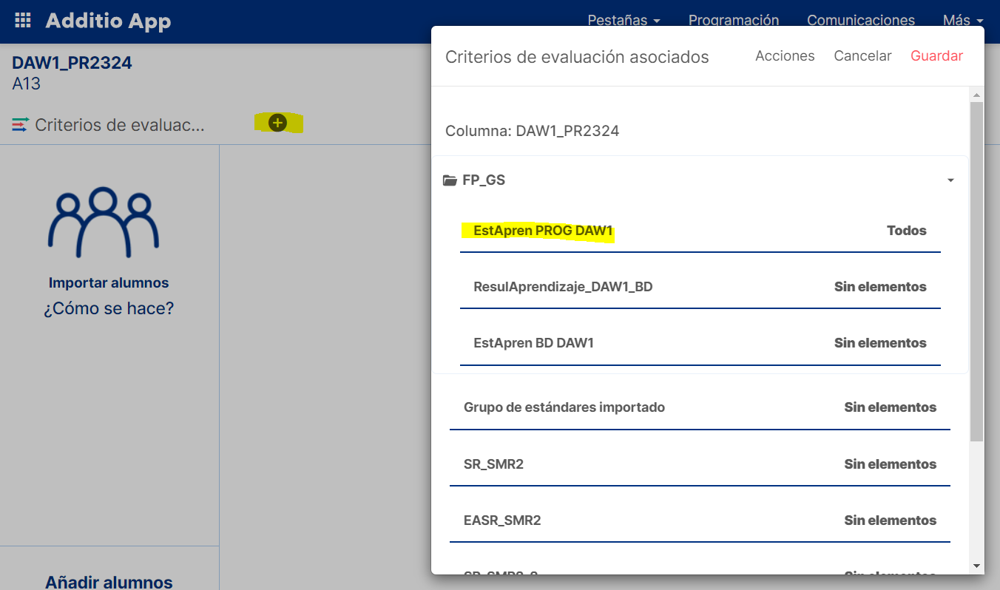 Additio App
Pestañas
Programación
Comunicaciones
Más
DAW1_PR2324
A13
Criterios de evaluac...
Importar alumnos
¿Cómo se hace?
Añadir alumnos
Criterios de evaluación asociados
Acciones
Cancelar
Guardar
Columna: DAW1_PR2324
FP_GS
EstApren PROG DAW1 Todos
ResulAprendizaje_DAW1_BD Sin elementos
EstApren BD DAW1 Sin elementos
Grupo de estándares importado Sin elementos
SR_SMR2 Sin elementos
EASR_SMR2 Sin elementos
Sin elementos